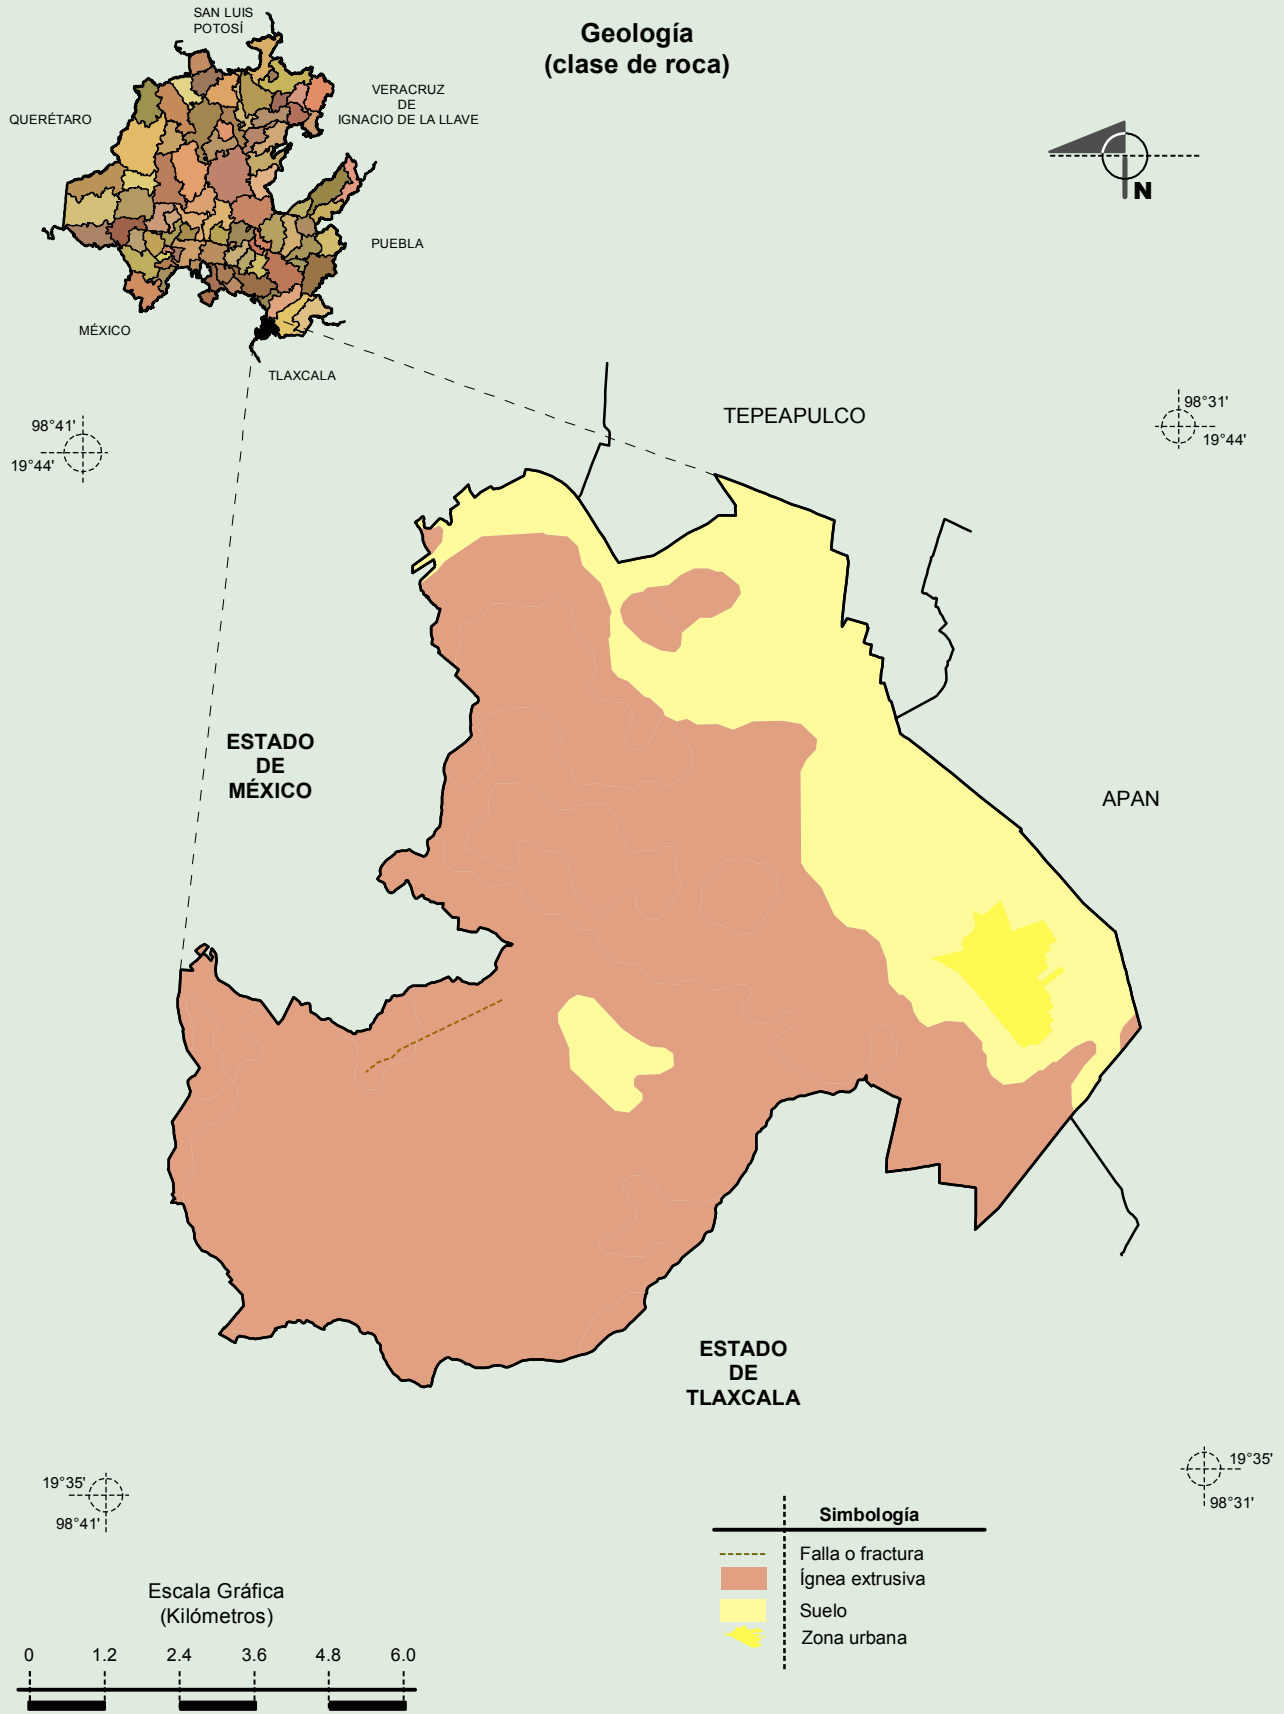 Geología
(clase de roca)
SAN LUIS
POTOSÍ
VERACRUZ
DE
IGNACIO DE LA LLAVE
QUERÉTARO
PUEBLA
MÉXICO
TLAXCALA
N
98°41'
19°44'
98°31'
19°44'
TEPEAPULCO
ESTADO
DE
MÉXICO
APAN
ESTADO
DE
TLAXCALA
19°35'
98°41'
19°35'
98°31'
Simbología
Falla o fractura
Ígnea extrusiva
Suelo
Zona urbana
Escala Gráfica
(Kilómetros)
0 1.2 2.4 3.6 4.8 6.0